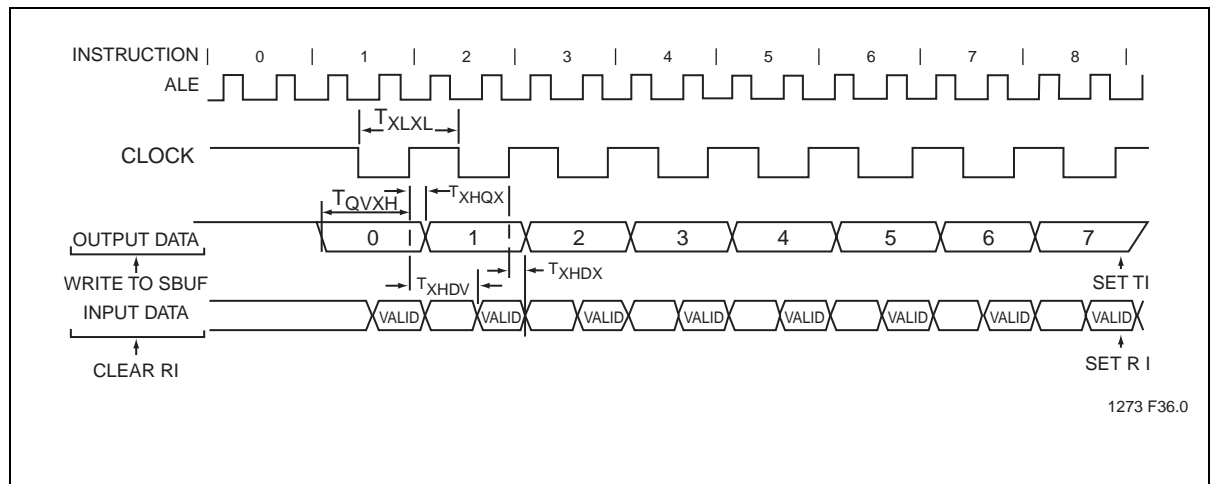 INSTRUCTION | 0 | 1 | 2 | 3 | 4 | 5 | 6 | 7 | 8 |
ALE
TXLXL
CLOCK
TQVXH
TXHQX
OUTPUT DATA
0 1 2 3 4 5 6 7
WRITE TO SBUF
TXHDV
TXHDX
SET TI
INPUT DATA
VALID VALID VALID VALID VALID VALID VALID VALID
CLEAR RI
SET R I
1273 F36.0